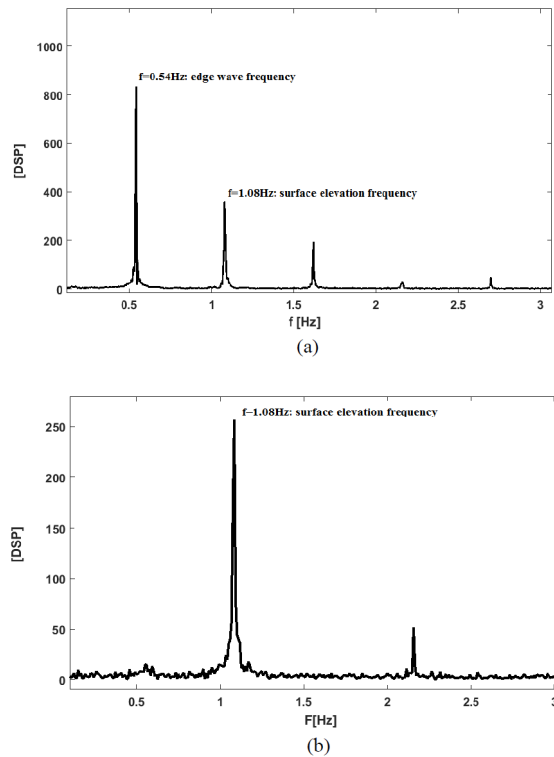 1000
800
600
400
200
0
[DSP]
f=0.54Hz: edge wave frequency
f=1.08Hz: surface elevation frequency
0.5 1 1.5 2 2.5 3
f [Hz]
(a)
250
200
150
100
50
0
[DSP]
f=1.08Hz: surface elevation frequency
0.5 1 1.5 2 2.5 3
F[Hz]
(b)